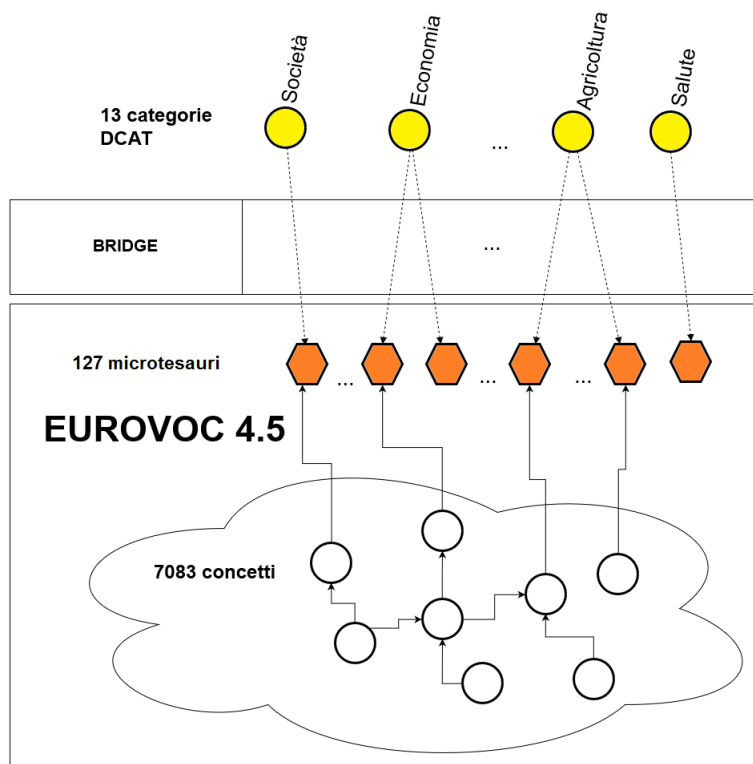 Società
Economia
Agricoltura
Salute
13 categorie
DCAT
...
BRIDGE
...
127 microtesauri
... ... ...
EUROVOC 4.5
7083 concetti